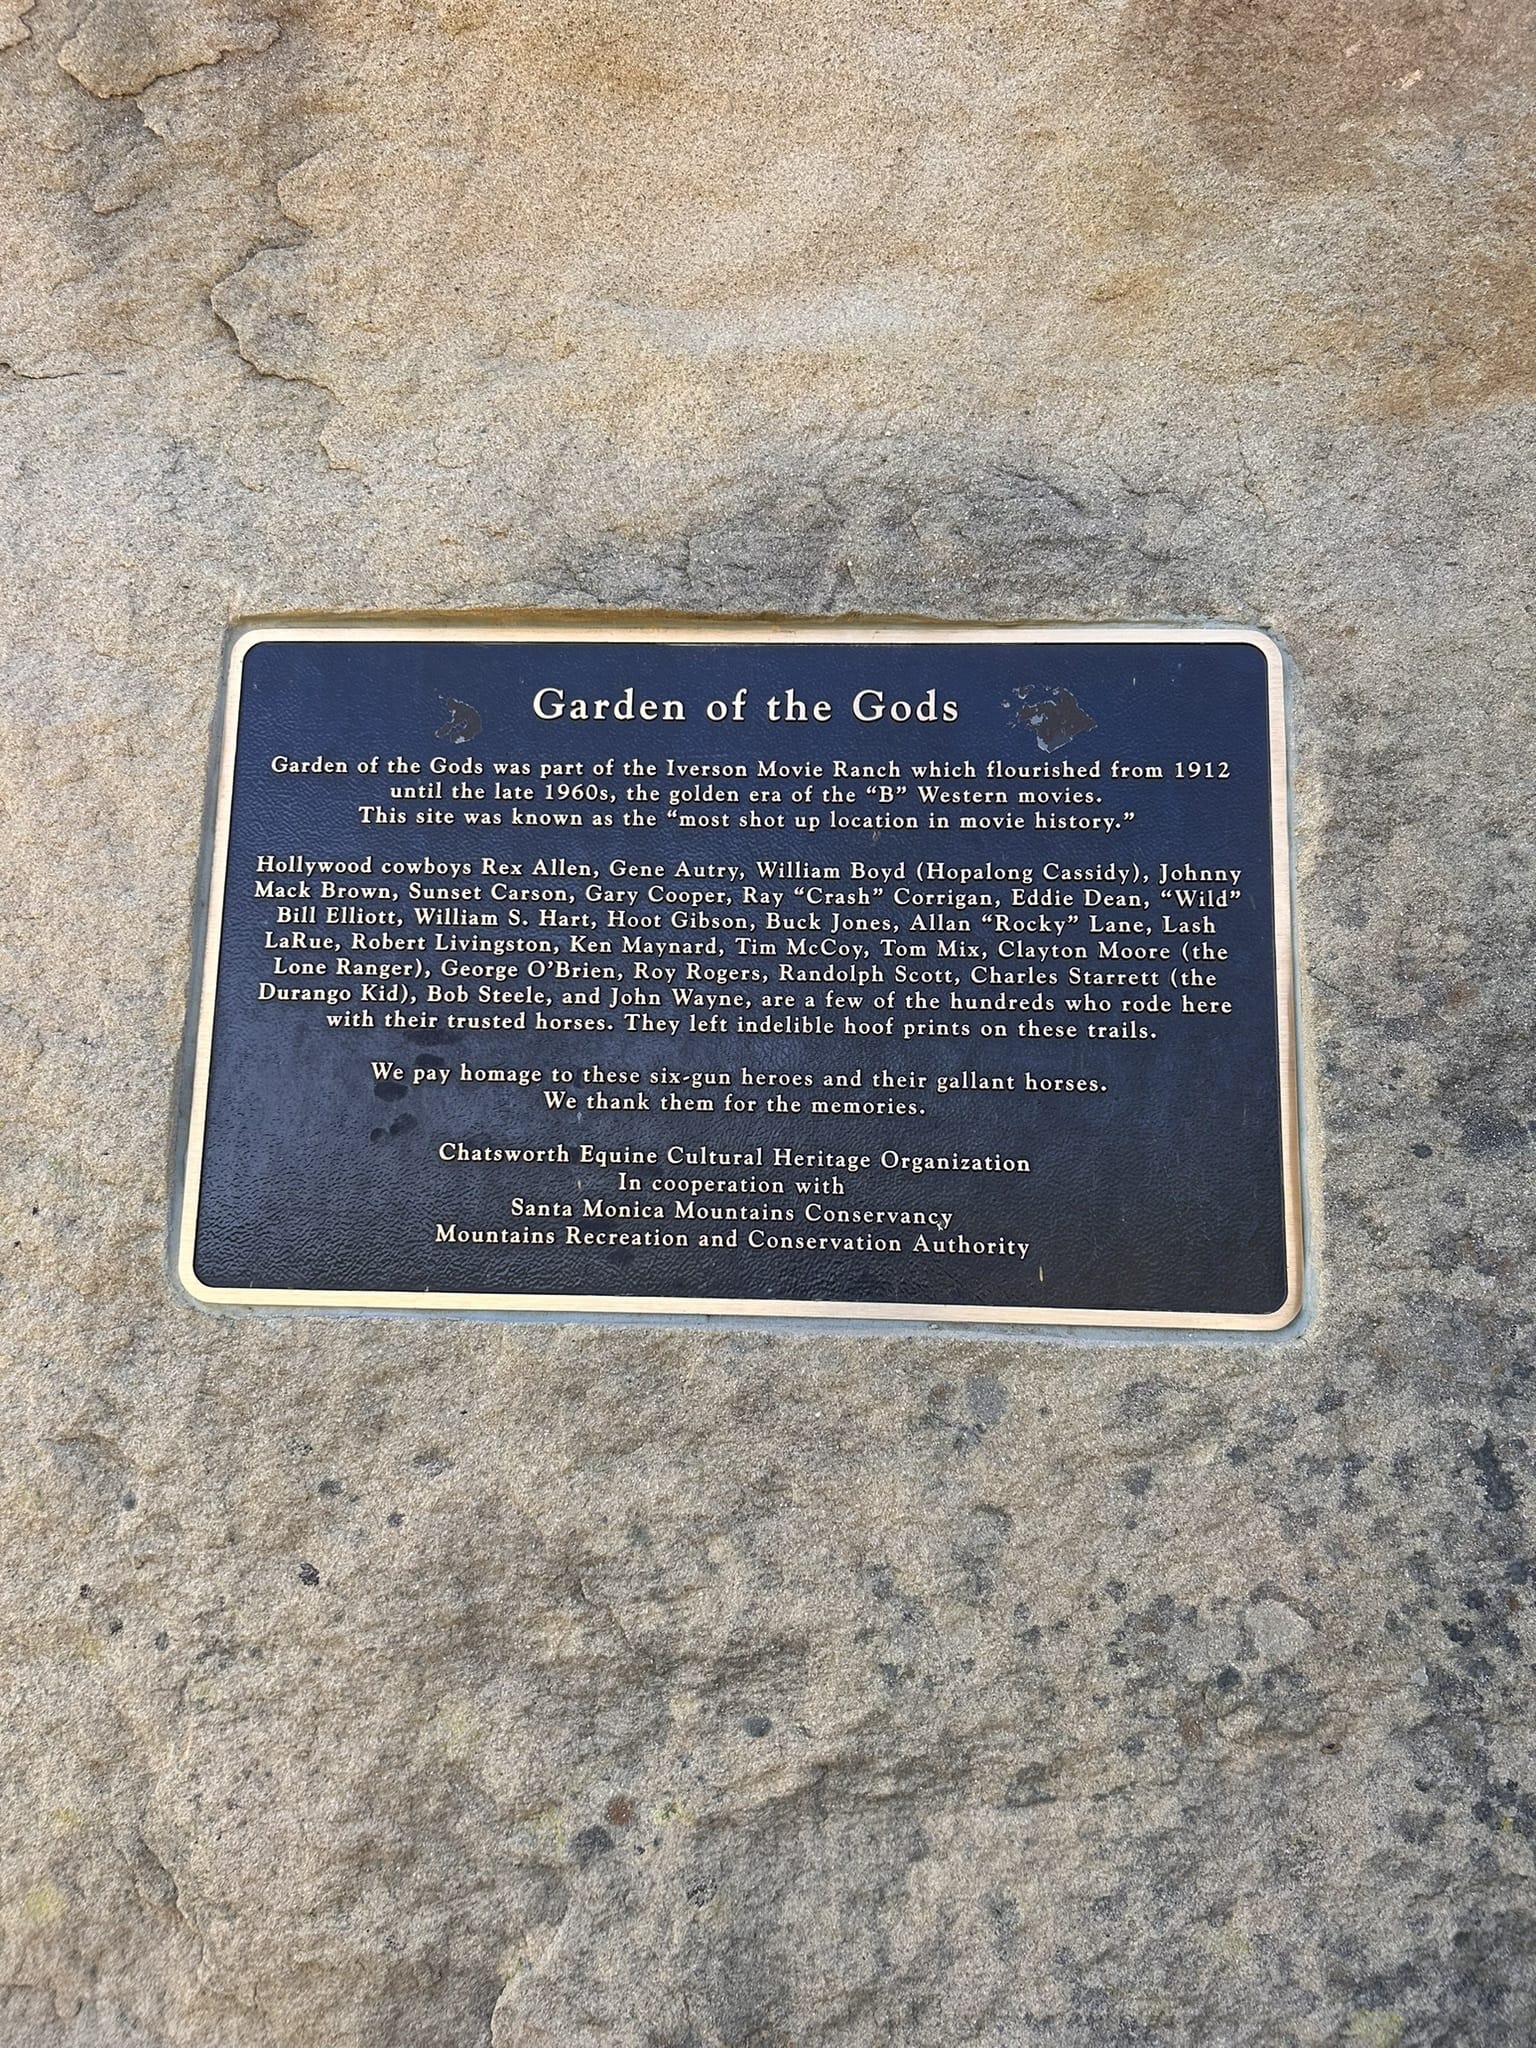 Garden of the Gods
Garden of the Gods was part of the Iverson Movie Ranch which flourished from 1912
until the late 1960s, the golden era of the “B” Western movies.
This site was known as the “most shot up location in movie history.”
Hollywood cowboys Rex Allen, Gene Autry, William Boyd (Hopalong Cassidy), Johnny
Mack Brown, Sunset Carson, Gary Cooper, Ray “Crash” Corrigan, Eddie Dean, “Wild”
Bill Elliott, William S. Hart, Hoot Gibson, Buck Jones, Allan “Rocky” Lane, Lash
LaRue, Robert Livingston, Ken Maynard, Tim McCoy, Tom Mix, Clayton Moore (the
Lone Ranger), George O’Brien, Roy Rogers, Randolph Scott, Charles Starrett (the
Durango Kid), Bob Steele, and John Wayne, are a few of the hundreds who rode here
with their trusted horses. They left indelible hoof prints on these trails.
We pay homage to these six-gun heroes and their gallant horses.
We thank them for the memories.
Chatsworth Equine Cultural Heritage Organization
In cooperation with
Santa Monica Mountains Conservancy
Mountains Recreation and Conservation Authority